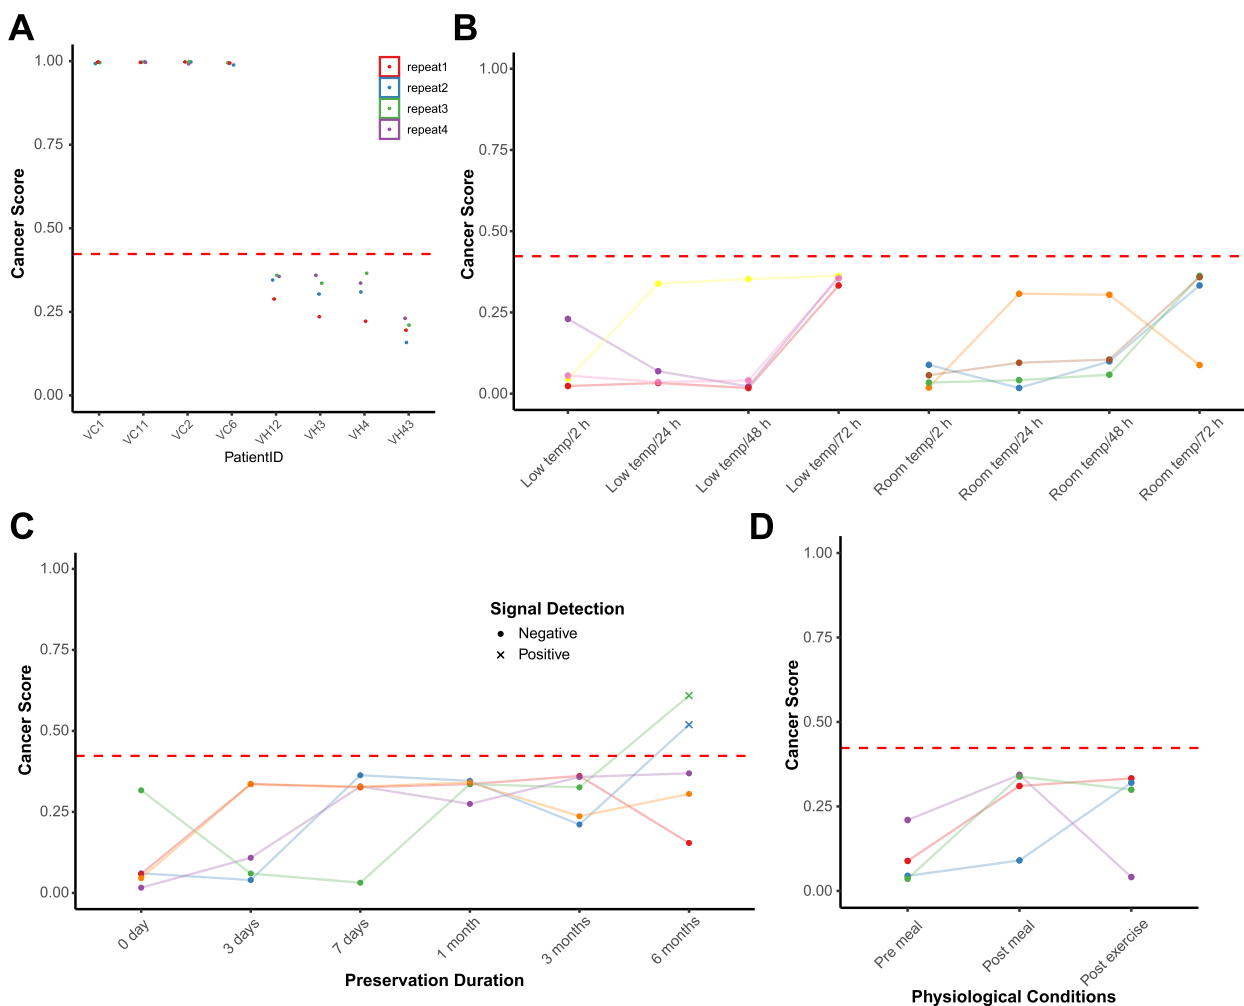 A
Cancer Score
1.00
0.75
0.50
0.25
0.00
repeat1
repeat2
repeat3
repeat4
VC1
VC11
VC2
VC6
VH12
VH3
VH4
VH43
PatientID
B
Cancer Score
1.00
0.75
0.50
0.25
0.00
Low temp/2 h
Low temp/24 h
Low temp/48 h
Low temp/72 h
Room temp/2 h
Room temp/24 h
Room temp/48 h
Room temp/72 h
C
Cancer Score
1.00
0.75
0.50
0.25
0.00
Signal Detection
Negative
Positive
0 day
3 days
7 days
1 month
3 months
6 months
Preservation Duration
D
Cancer Score
1.00
0.75
0.50
0.25
0.00
Pre meal
Post meal
Post exercise
Physiological Conditions